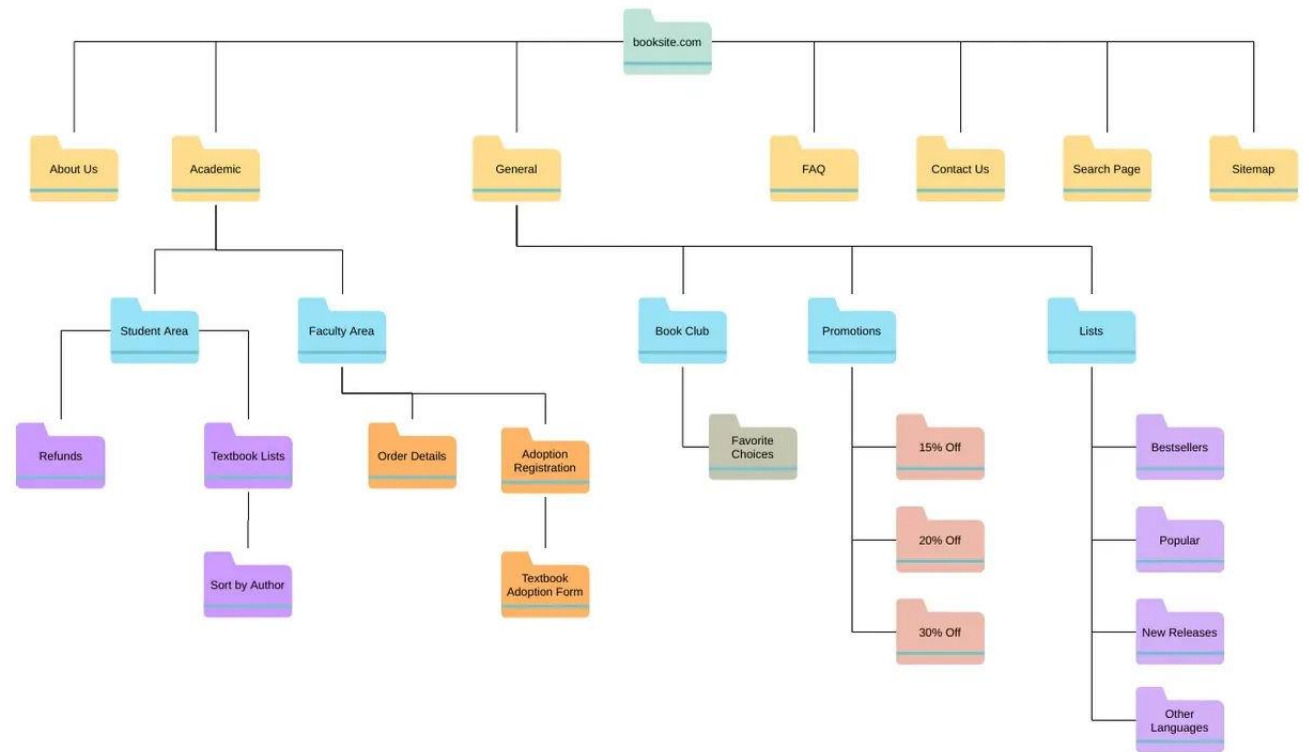 booksite.com
About Us
Academic
General
FAQ
Contact Us
Search Page
Sitemap
Student Area
Faculty Area
Book Club
Promotions
Lists
Refunds
Textbook Lists
Order Details
Adoption
Registration
Favorite
Choices
15% Off
Bestsellers
20% Off
Popular
Sort by Author
Textbook
Adoption Form
30% Off
New Releases
Other
Languages